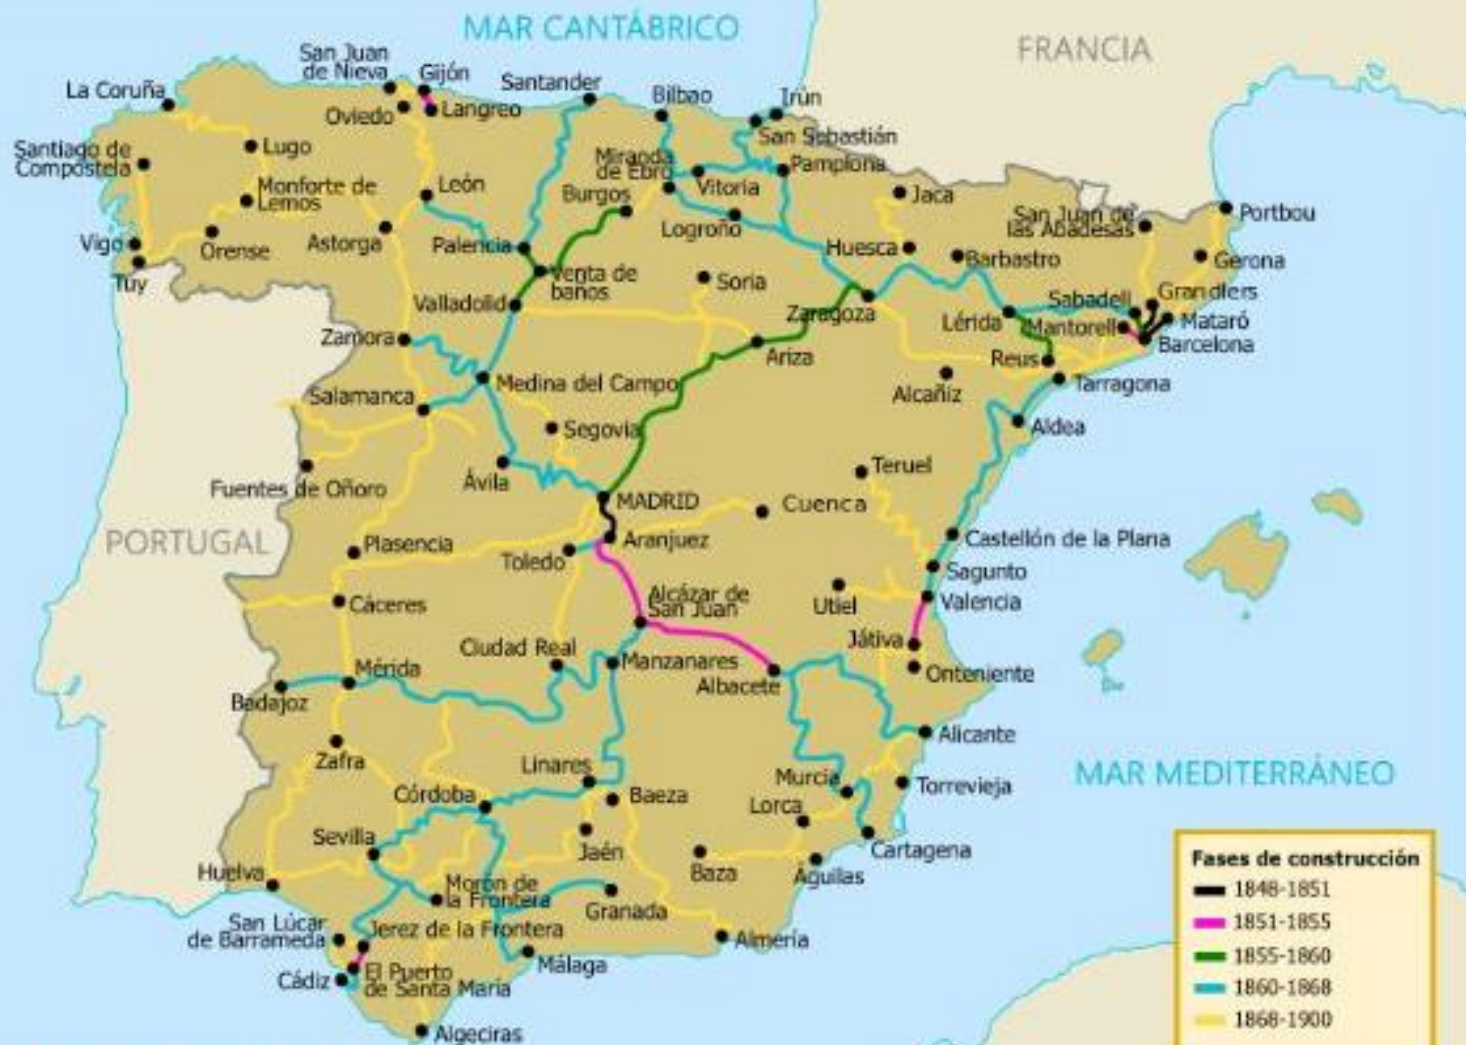 MAR CANTÁBRICO
FRANCIA
San Juan
de Nieva
Gijón
La Coruña
Santander
Bilbao
Irún
Oviedo
Langreo
San Sebastián
Santiago de
Compostela
Lugo
Miranda
de Ebro
Pamplona
Monforte de
Lemos
León
Burgos
Vitoria
Jaca
San Juan de
las Abadesas
Portbou
Vigo
Orense
Astorga
Palencia
Logroño
Huesca
Barbastro
Gerona
Tuy
Venta de
baños
Soria
Valladolid
Zaragoza
Lérida
Sabadell
Grandlers
Mantorell
Mataró
Barcelona
Zamora
Ariza
Reus
Medina del Campo
Alcañiz
Tarragona
Salamanca
Segovia
Aldea
Ávila
Teruel
Fuentes de Oñoro
MADRID
Cuenca
PORTUGAL
Plasencia
Toledo
Aranjuez
Castellón de la Plana
Sagunto
Cáceres
Alcázar de
San Juan
Utiel
Valencia
Ciudad Real
Játiva
Mérida
Manzanares
Onteniente
Badajoz
Albacete
Alicante
Zafra
Linares
Murcia
Torrevieja
MAR MEDITERRÁNEO
Córdoba
Baeza
Lorca
Sevilla
Jaén
Cartagena
Huelva
Baza
Águilas
Morón de
la Frontera
Granada
San Lúcar
de Barrameda
Jerez de la Frontera
Almería
Cádiz
El Puerto
de Santa María
Málaga
Algeciras
Fases de construcción
1848-1851
1851-1855
1855-1860
1860-1868
1868-1900